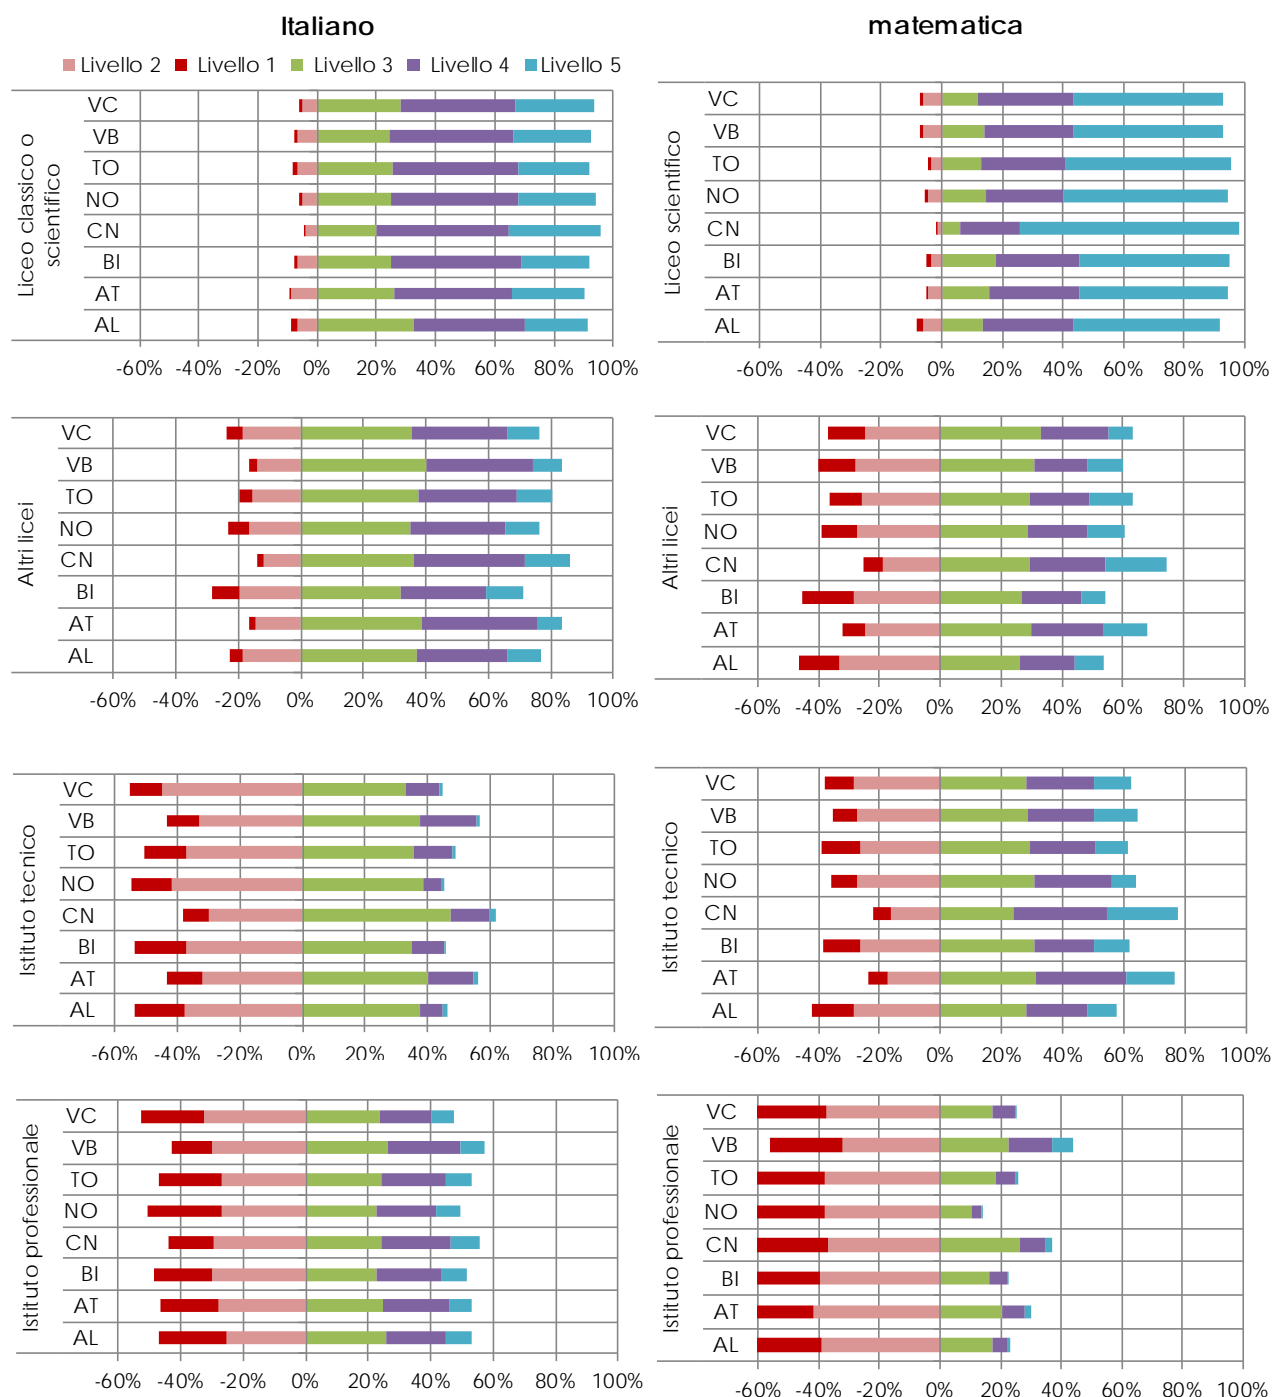 Italiano
matematica
Livello 2 Livello 1 Livello 3 Livello 4 Livello 5
Liceo classico o
scientifico
VC
VB
TO
NO
CN
BI
AT
AL
-60% -40% -20% 0% 20% 40% 60% 80% 100%
Liceo scientifico
VC
VB
TO
NO
CN
BI
AT
AL
-60% -40% -20% 0% 20% 40% 60% 80% 100%
Altri licei
VC
VB
TO
NO
CN
BI
AT
AL
-60% -40% -20% 0% 20% 40% 60% 80% 100%
Altri licei
VC
VB
TO
NO
CN
BI
AT
AL
-60% -40% -20% 0% 20% 40% 60% 80% 100%
Istituto tecnico
VC
VB
TO
NO
CN
BI
AT
AL
-60% -40% -20% 0% 20% 40% 60% 80% 100%
Istituto tecnico
VC
VB
TO
NO
CN
BI
AT
AL
-60% -40% -20% 0% 20% 40% 60% 80% 100%
Istituto professionale
VC
VB
TO
NO
CN
BI
AT
AL
-60% -40% -20% 0% 20% 40% 60% 80% 100%
Istituto professionale
VC
VB
TO
NO
CN
BI
AT
AL
-60% -40% -20% 0% 20% 40% 60% 80% 100%